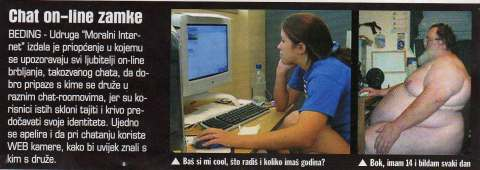 Chat on-line zamke
BEDING - Udruga "Moralni Inter-
net" izdala je priopćenje u kojemu
se upozoravaju svi ljubitelji on-line
brbljanja, takozvanog chata, da do-
bro pripaze s kime se druže u
raznim chat-roomovima, jer su ko-
risnici istih skloni tajiti i krivo pred-
očavati svoje identitete. Ujedno
se apelira i da pri chatanju koriste
WEB kamere, kako bi uvijek znali s
kim s druže.
▲ Baš si mi cool, što radiš i koliko imaš godina?
▲ Bok, imam 14 i bildam svaki dan